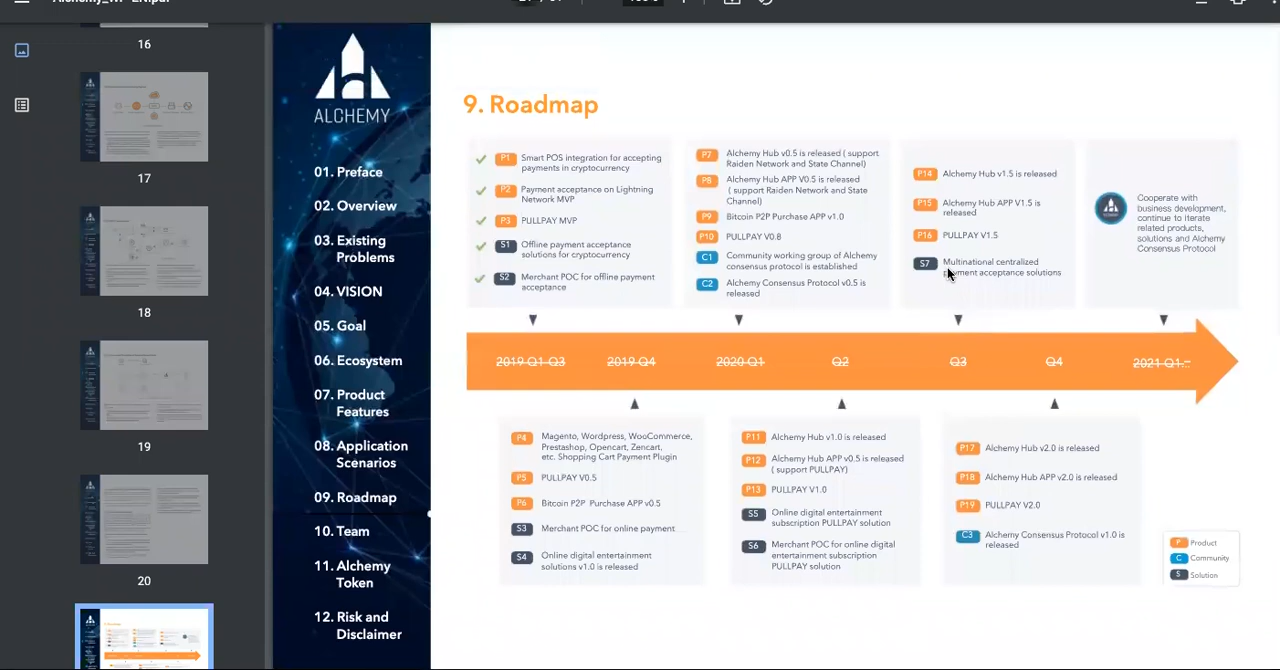 16
17
18
19
20
ALCHEMY
01. Preface
02. Overview
03. Existing
Problems
04. VISION
05. Goal
06. Ecosystem
07. Product
Features
08. Application
Scenarios
09. Roadmap
10. Team
11. Alchemy
Token
12. Risk and
Disclaimer
9. Roadmap
P1 Smart POS integration for accepting
payments in cryptocurrency
P2 Payment acceptance on Lightning
Network MVP
P3 PULLPAY MVP
S1 Offline payment acceptance
solutions for cryptocurrency
S2 Merchant POC for offline payment
acceptance
P7 Alchemy Hub v0.5 is released ( support
Raiden Network and State Channel)
P8 Alchemy Hub APP V0.5 is released
( support Raiden Network and State
Channel)
P9 Bitcoin P2P Purchase APP v1.0
P10 PULLPAY V0.8
C1 Community working group of Alchemy
consensus protocol is established
C2 Alchemy Consensus Protocol v0.5 is
released
P14 Alchemy Hub v1.5 is released
P15 Alchemy Hub APP V1.5 is
released
P16 PULLPAY V1.5
S7 Multinational centralized
payment acceptance solutions
Cooperate with
business development,
continue to iterate
related products,
solutions and Alchemy
Consensus Protocol
2019 Q1-Q3 2019 Q4 2020 Q1 Q2 Q3 Q4 2021 Q1...
P4 Magento, Wordpress, WooCommerce,
Prestashop, Opencart, Zencart,
etc. Shopping Cart Payment Plugin
P5 PULLPAY V0.5
P6 Bitcoin P2P Purchase APP v0.5
S3 Merchant POC for online payment
S4 Online digital entertainment
solutions v1.0 is released
P11 Alchemy Hub v1.0 is released
P12 Alchemy Hub APP v0.5 is released
( support PULLPAY)
P13 PULLPAY V1.0
S5 Online digital entertainment
subscription PULLPAY solution
S6 Merchant POC for online digital
entertainment subscription
PULLPAY solution
P17 Alchemy Hub v2.0 is released
P18 Alchemy Hub APP v2.0 is released
P19 PULLPAY V2.0
C3 Alchemy Consensus Protocol v1.0 is
released
P Product
C Community
S Solution